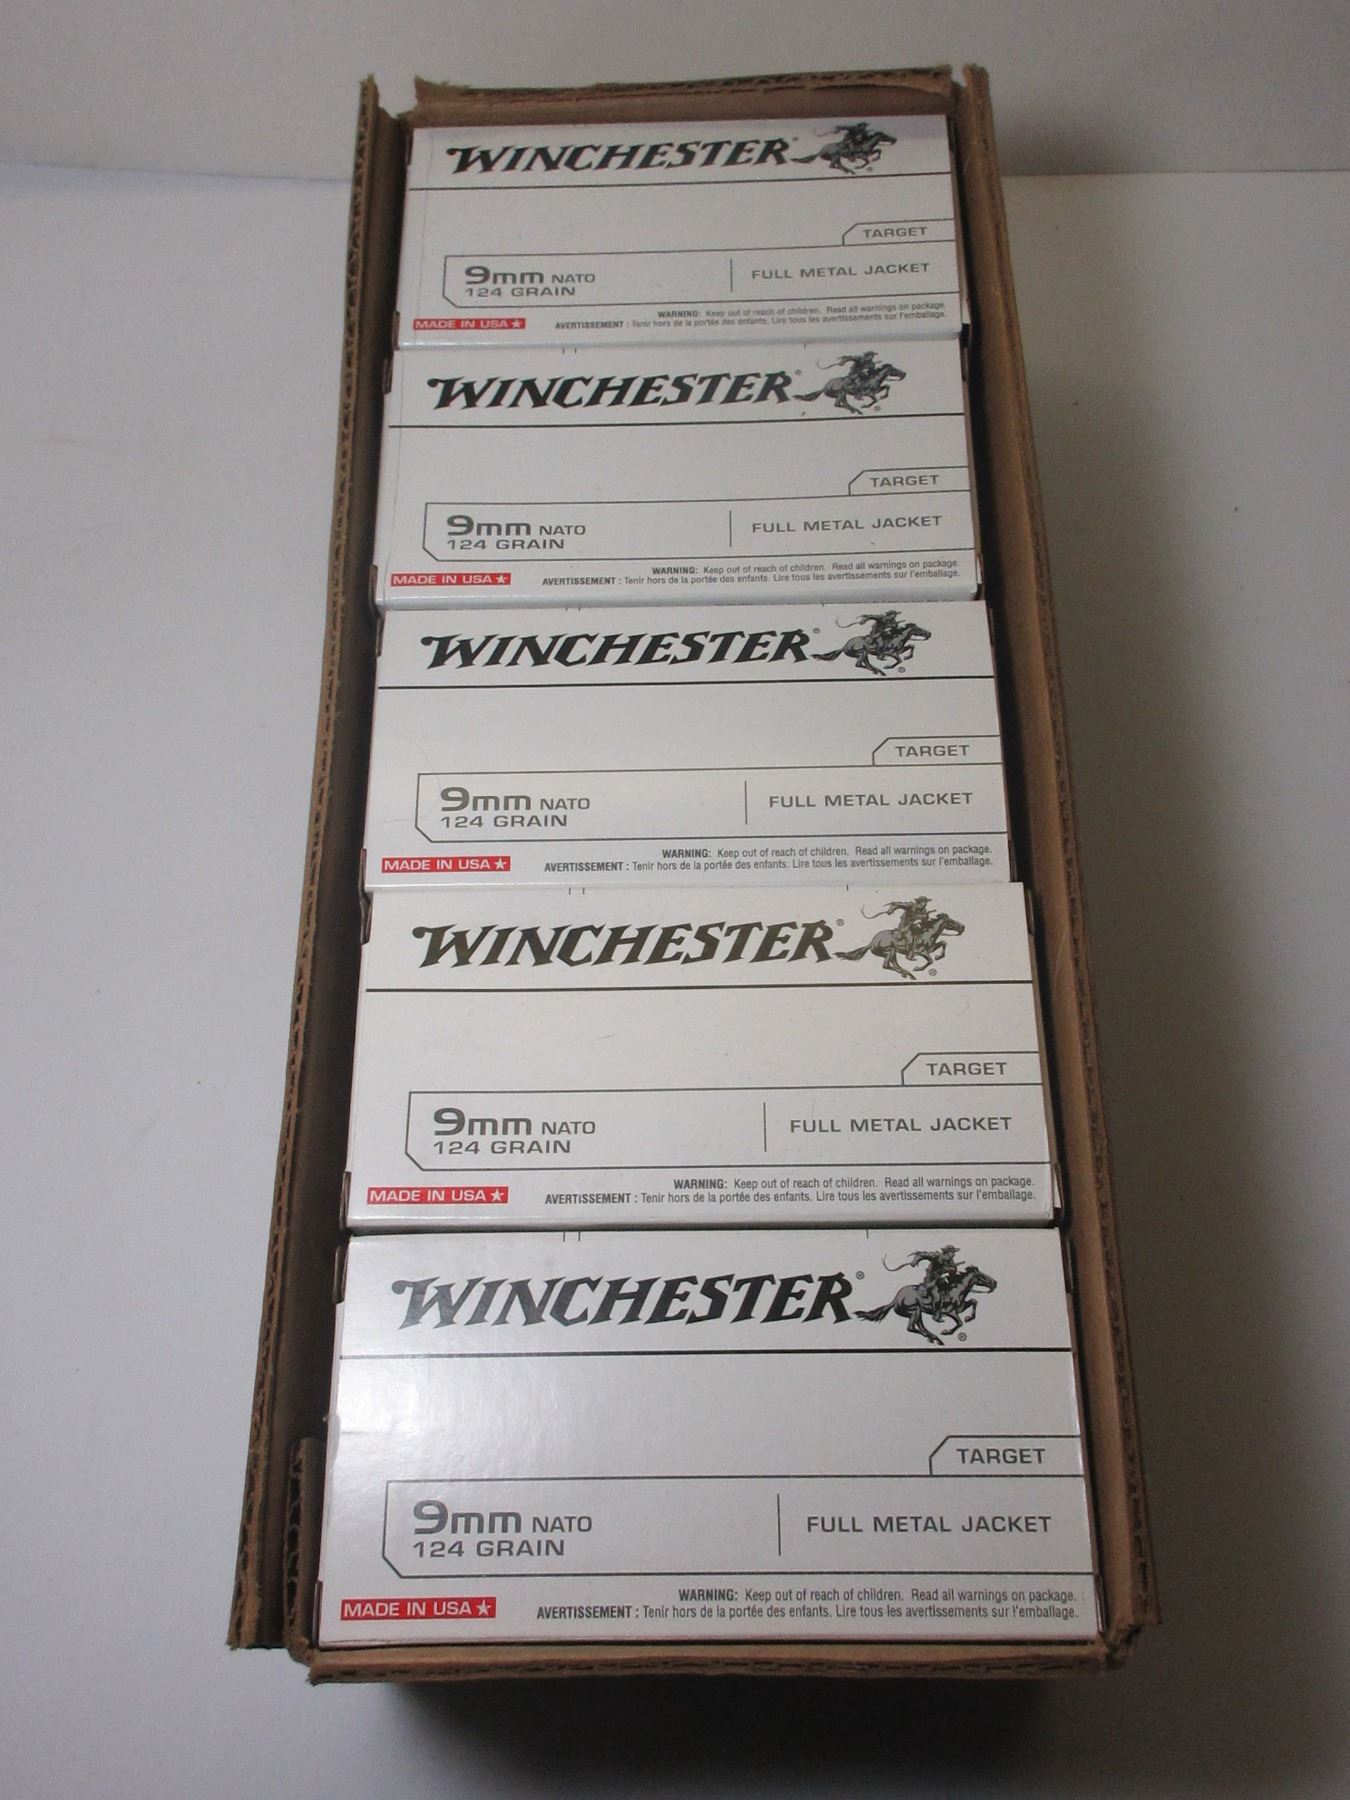 WINCHESTER®
TARGET
9mm NATO
124 GRAIN
FULL METAL JACKET
WARNING: Keep out of reach of children. Read all warnings on package.
MADE IN USA
AVERTISSEMENT : Tenir hors de la portée des enfants. Lire tous les avertissements sur l'emballage.
WINCHESTER®
TARGET
9mm NATO
124 GRAIN
FULL METAL JACKET
WARNING: Keep out of reach of children. Read all warnings on package.
MADE IN USA
AVERTISSEMENT : Tenir hors de la portée des enfants. Lire tous les avertissements sur l'emballage.
WINCHESTER®
TARGET
9mm NATO
124 GRAIN
FULL METAL JACKET
WARNING: Keep out of reach of children. Read all warnings on package.
MADE IN USA
AVERTISSEMENT : Tenir hors de la portée des enfants. Lire tous les avertissements sur l'emballage.
WINCHESTER®
TARGET
9mm NATO
124 GRAIN
FULL METAL JACKET
WARNING: Keep out of reach of children. Read all warnings on package.
MADE IN USA
AVERTISSEMENT : Tenir hors de la portée des enfants. Lire tous les avertissements sur l'emballage.
WINCHESTER®
TARGET
9mm NATO
124 GRAIN
FULL METAL JACKET
WARNING: Keep out of reach of children. Read all warnings on package.
MADE IN USA
AVERTISSEMENT : Tenir hors de la portée des enfants. Lire tous les avertissements sur l'emballage.